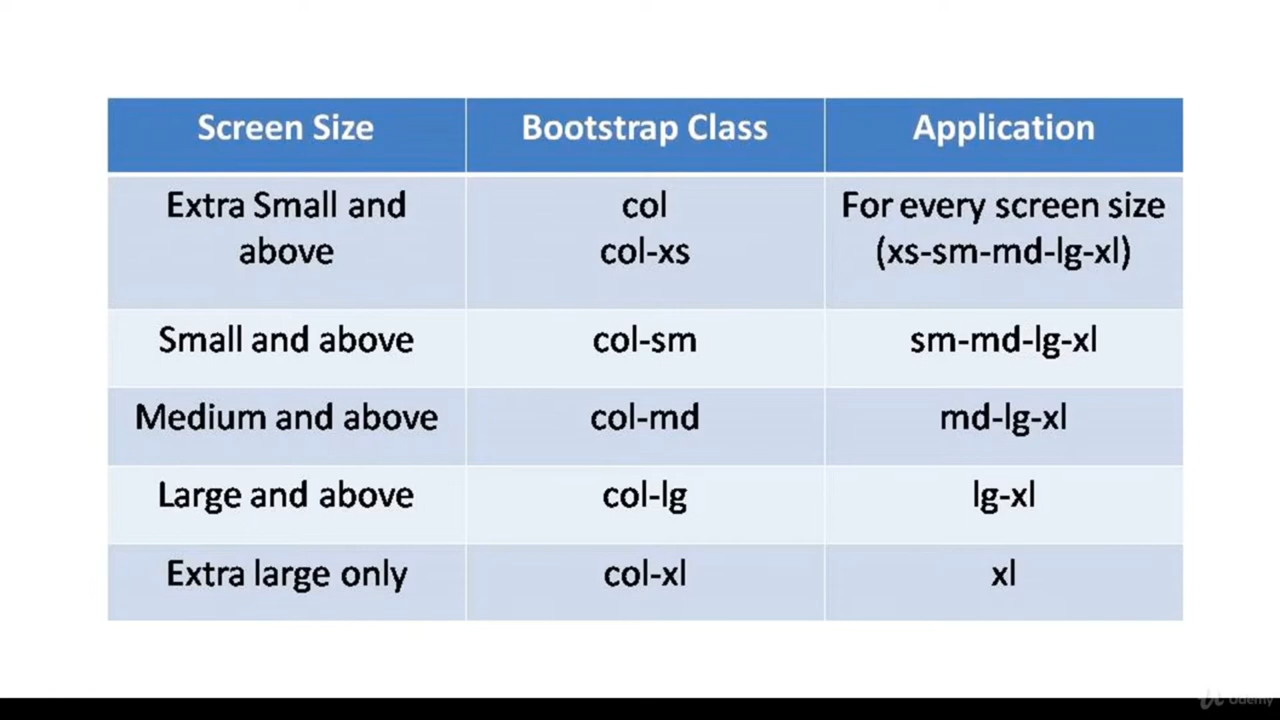 Screen Size Bootstrap Class Application
Extra Small and col For every screen size
above col-xs (xs-sm-md-lg-xl)
Small and above col-sm sm-md-lg-xl
Medium and above col-md md-lg-xl
Large and above col-lg lg-xl
Extra large only col-xl xl
Udemy